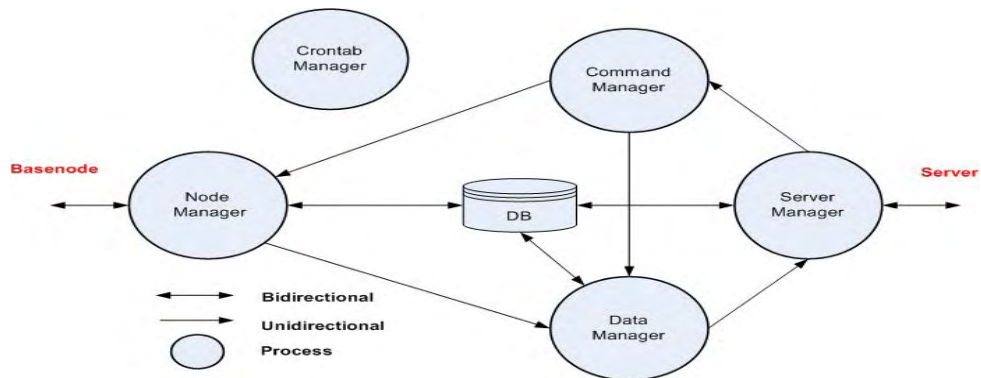 Crontab
Manager
Command
Manager
Basenode
Node
Manager
DB
Server
Manager
Server
Data
Manager
Bidirectional
Unidirectional
Process